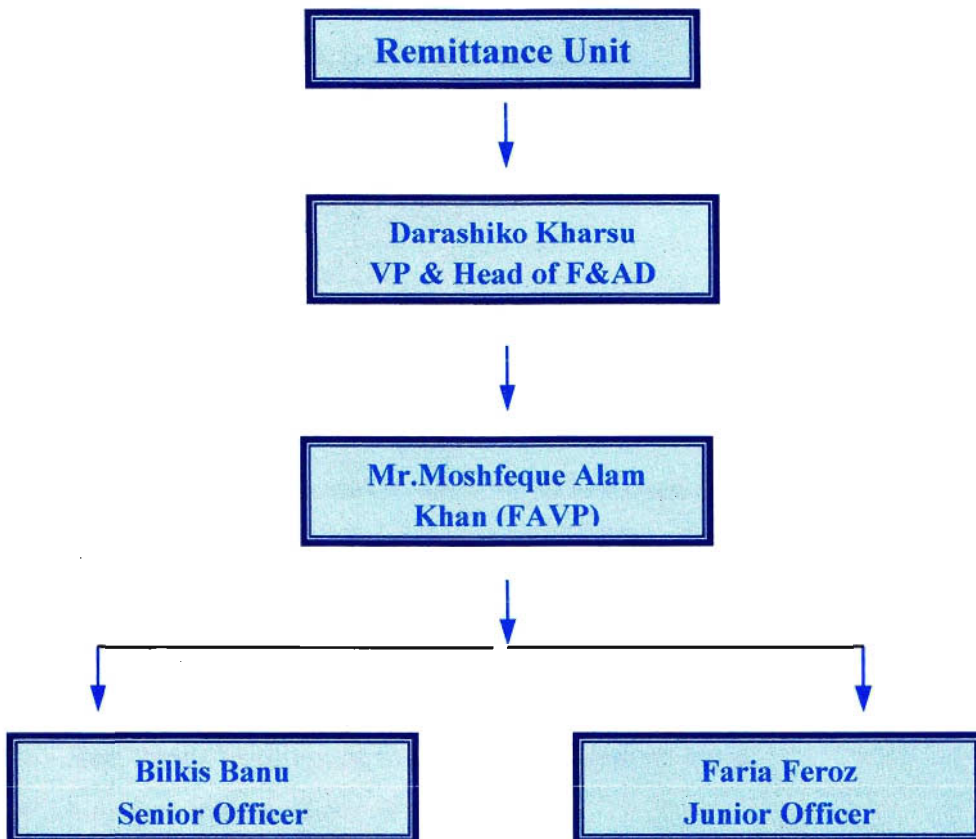 Remittance Unit
Darashiko Kharsu
VP & Head of F&AD
Mr.Moshfeque Alam
Khan (FAVP)
Bilkis Banu
Senior Officer
Faria Feroz
Junior Officer